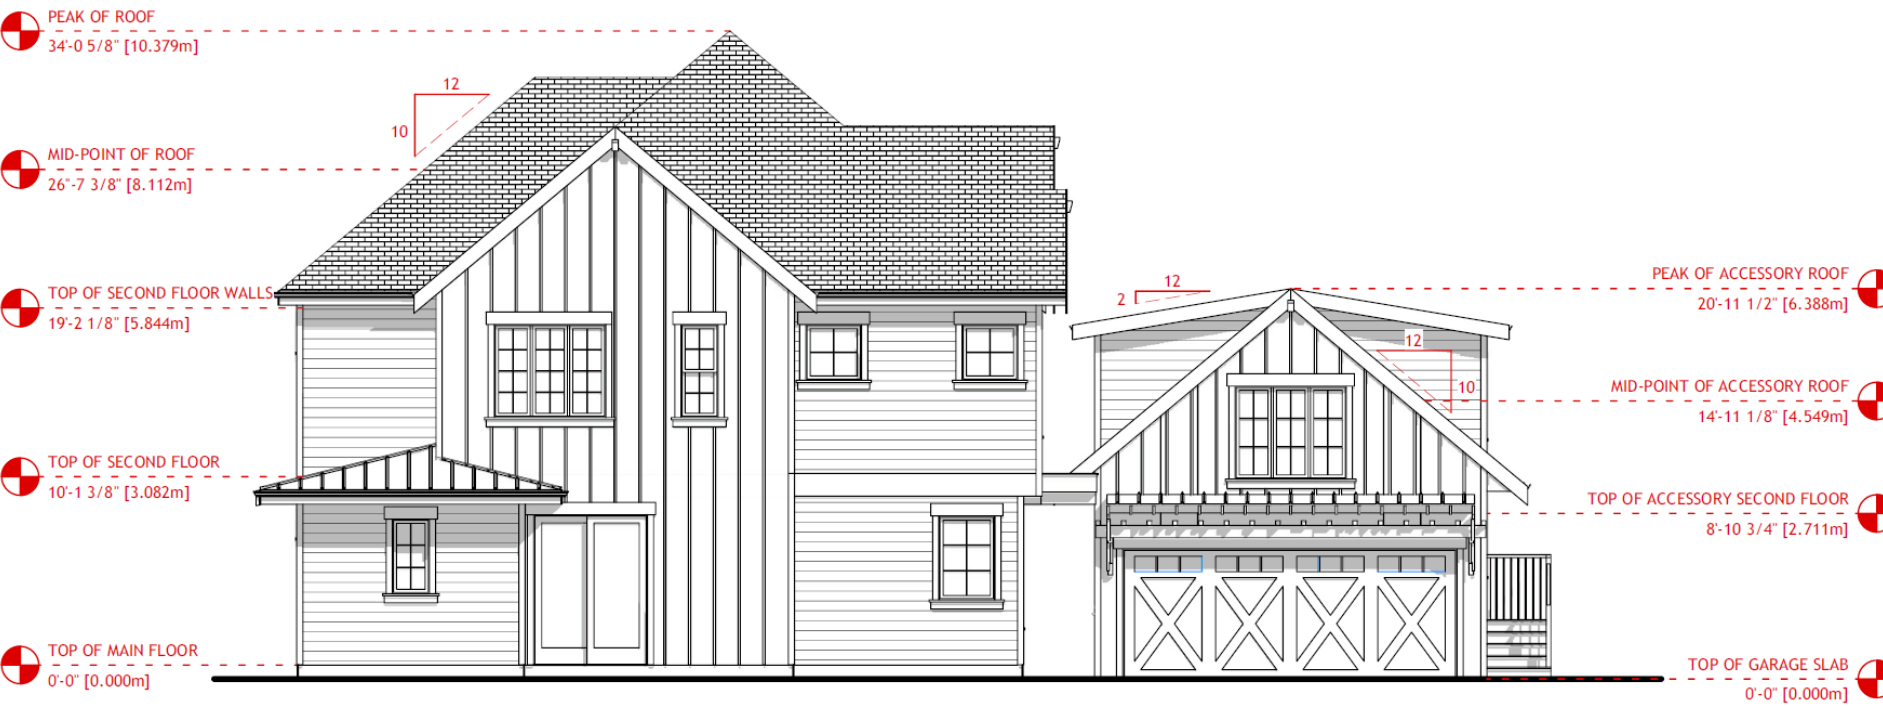 PEAK OF ROOF
34'-0 5/8" [10.379m]
12
10
MID-POINT OF ROOF
26"-7 3/8" [8.112m]
TOP OF SECOND FLOOR WALLS
19'-2 1/8" [5.844m]
TOP OF SECOND FLOOR
10'-1 3/8" [3.082m]
TOP OF MAIN FLOOR
0'-0" [0.000m]
12
2
PEAK OF ACCESSORY ROOF
20'-11 1/2" [6.388m]
12
10
MID-POINT OF ACCESSORY ROOF
14'-11 1/8" [4.549m]
TOP OF ACCESSORY SECOND FLOOR
8'-10 3/4" [2.711m]
TOP OF GARAGE SLAB
0'-0" [0.000m]